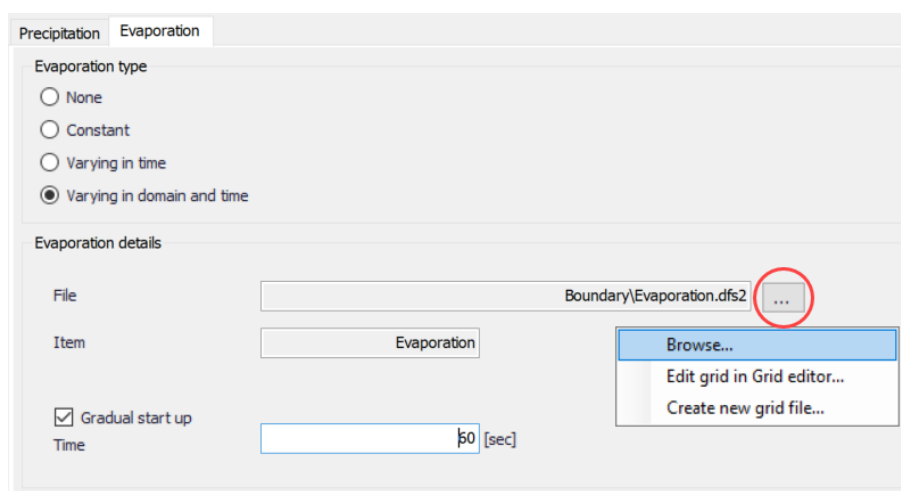 Precipitation Evaporation
Evaporation type
None
Constant
Varying in time
Varying in domain and time
Evaporation details
File Boundary\Evaporation.dfs2 ...
Item Evaporation
Browse...
Edit grid in Grid editor...
Create new grid file...
Gradual start up
Time 60 [sec]